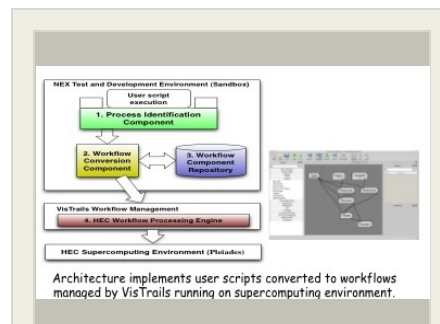 NEX Test and Development Environment (Sandbox)
User script
execution
1. Process Identification
Component
2. Workflow
Conversion
Component
3. Workflow
Component
Repository
VisTrails Workflow Management
4. HEC Workflow Processing Engine
HEC Supercomputing Environment (Pleiades)
Architecture implements user scripts converted to workflows
managed by VisTrails running on supercomputing environment.